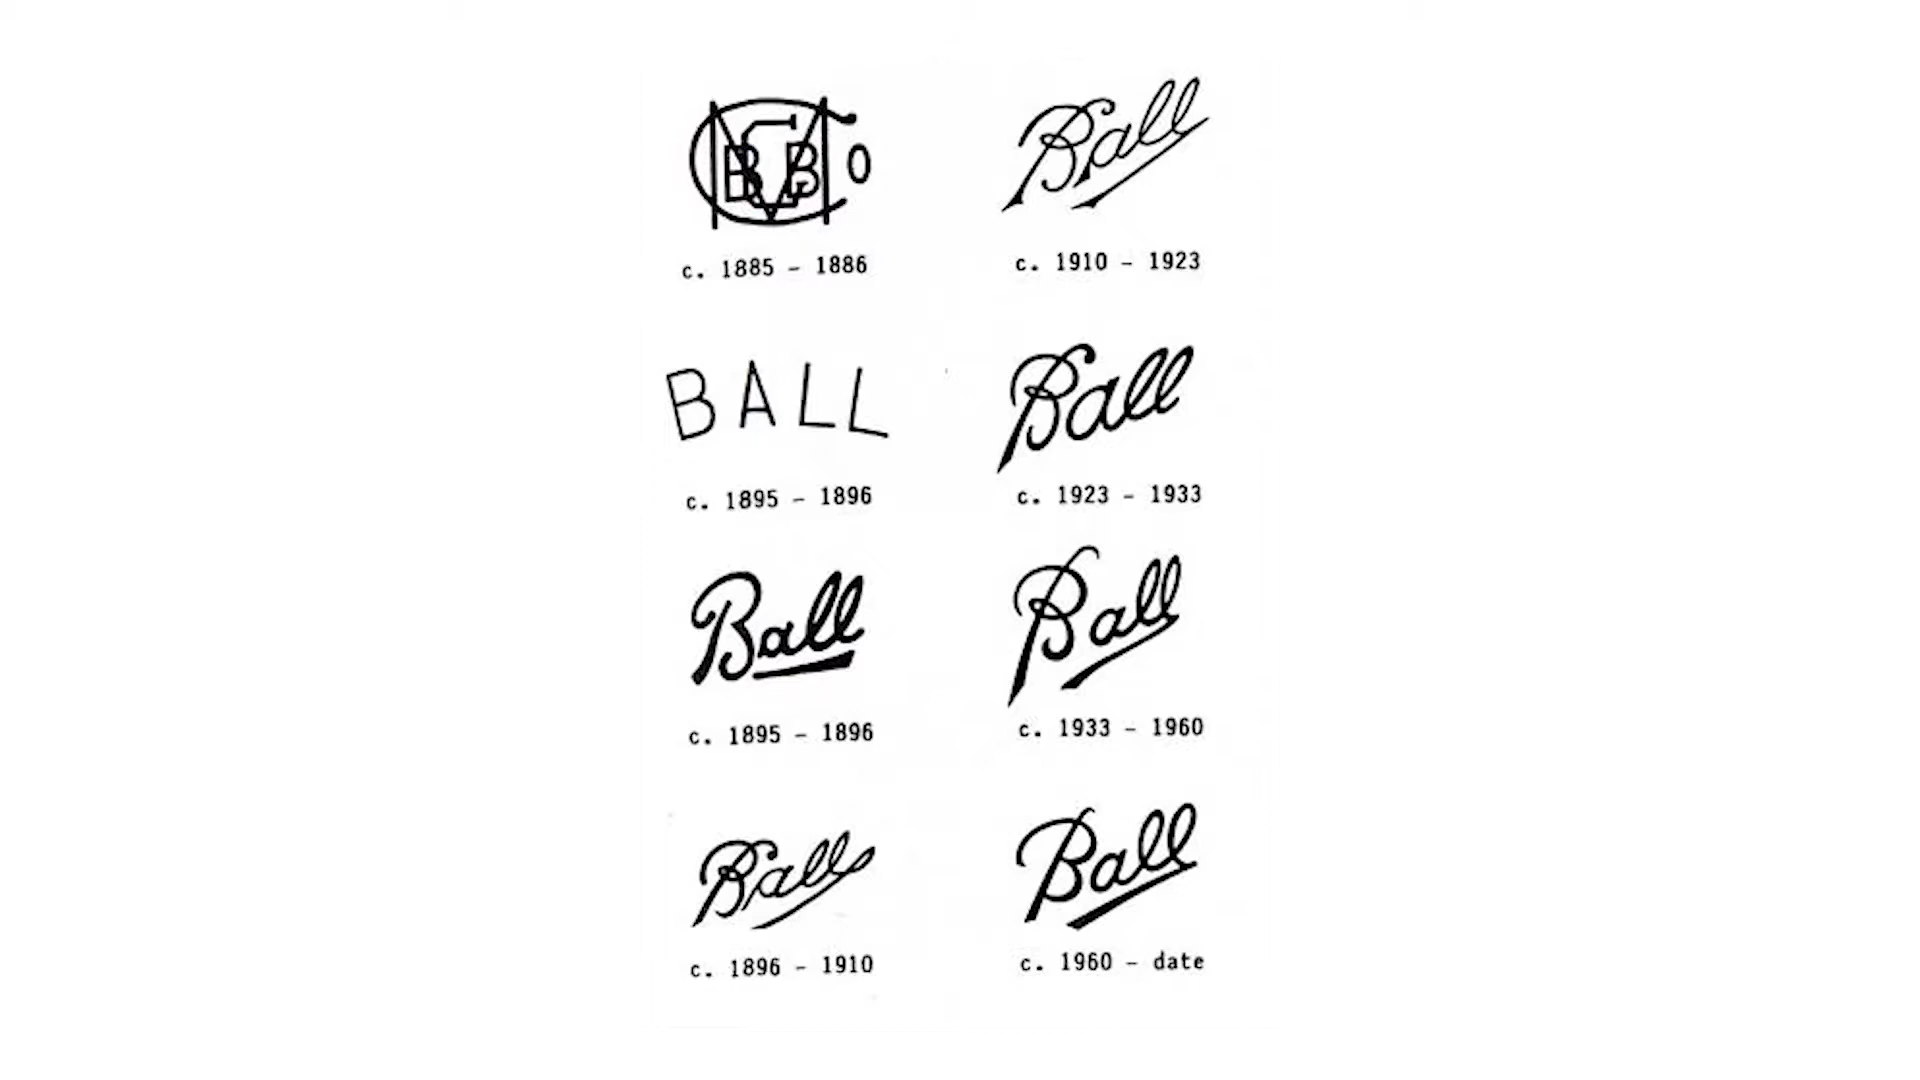 BBGMCo
c. 1885 – 1886
BALL
c. 1895 – 1896
Ball
c. 1895 – 1896
Ball
c. 1896 – 1910
Ball
c. 1910 – 1923
Ball
c. 1923 – 1933
Ball
c. 1933 – 1960
Ball
c. 1960 – date